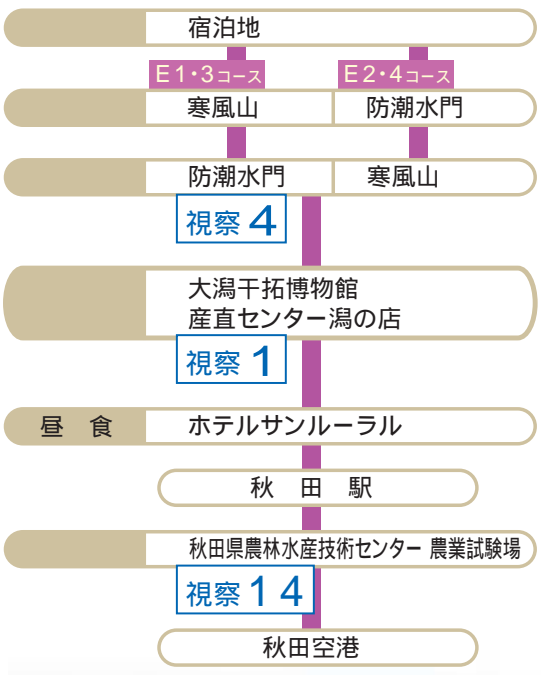 宿泊地
E1・3コース
E2・4コース
寒風山
防潮水門
防潮水門
寒風山
視察 4
大潟干拓博物館
産直センター潟の店
視察 1
昼 食
ホテルサンルーラル
秋 田 駅
秋田県農林水産技術センター 農業試験場
視察 14
秋田空港